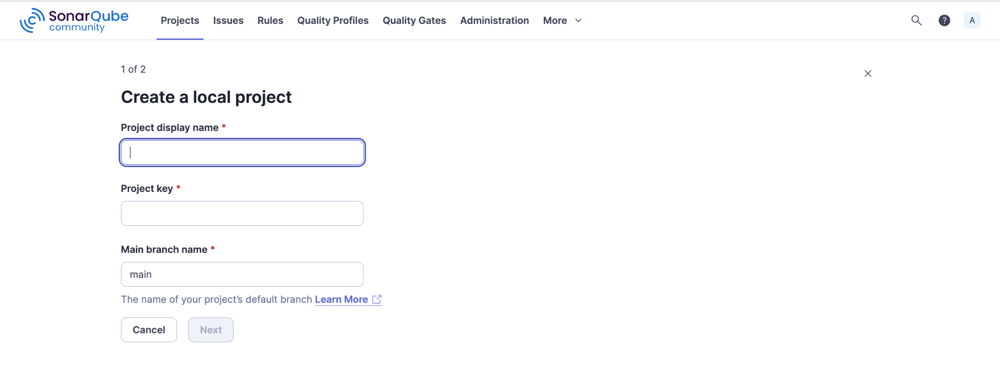 SonarQube
community
Projects Issues Rules Quality Profiles Quality Gates Administration More ? A
1 of 2
Create a local project
Project display name *
Project key *
Main branch name *
main
The name of your project’s default branch Learn More
Cancel Next